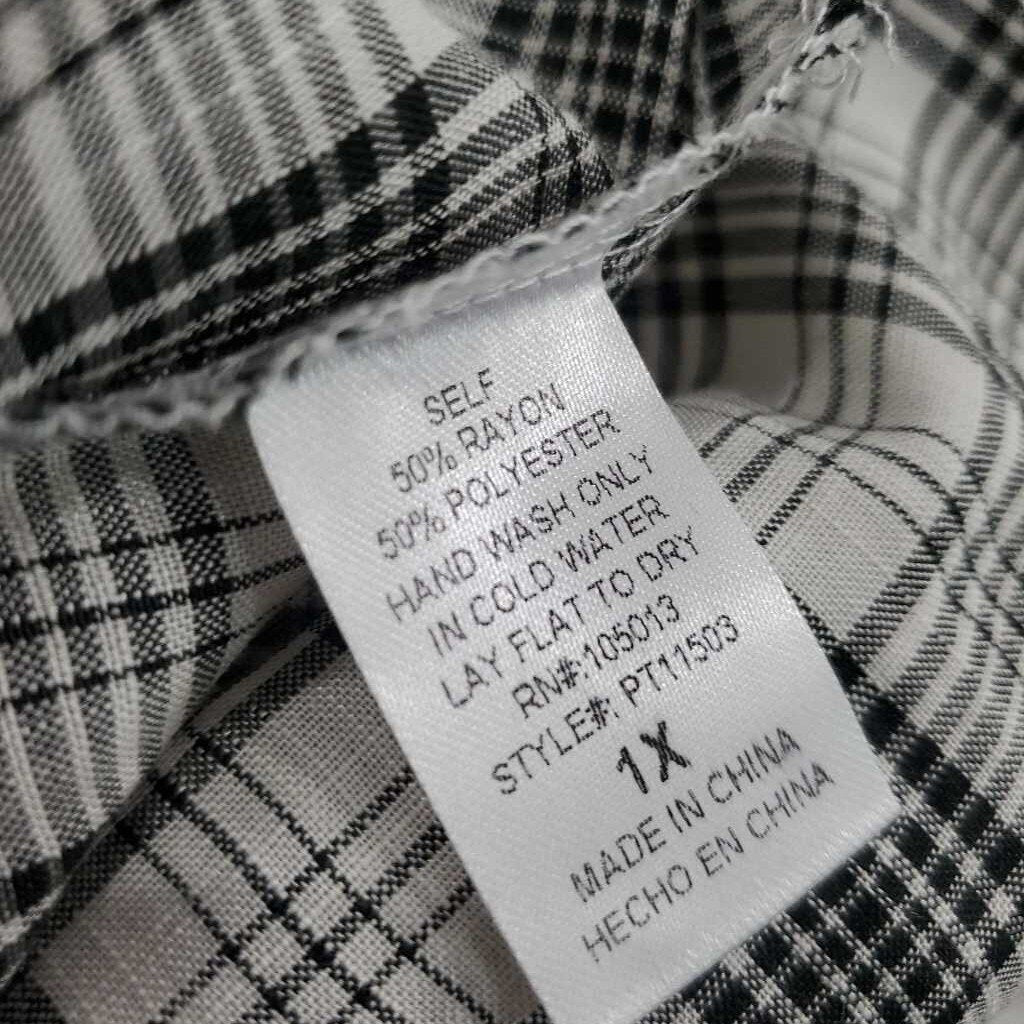 SELF
50% RAYON
50% POLYESTER
HAND WASH ONLY
IN COLD WATER
LAY FLAT TO DRY
RN#:105013
STYLE#: PT11503
1X
MADE IN CHINA
HECHO EN CHINA